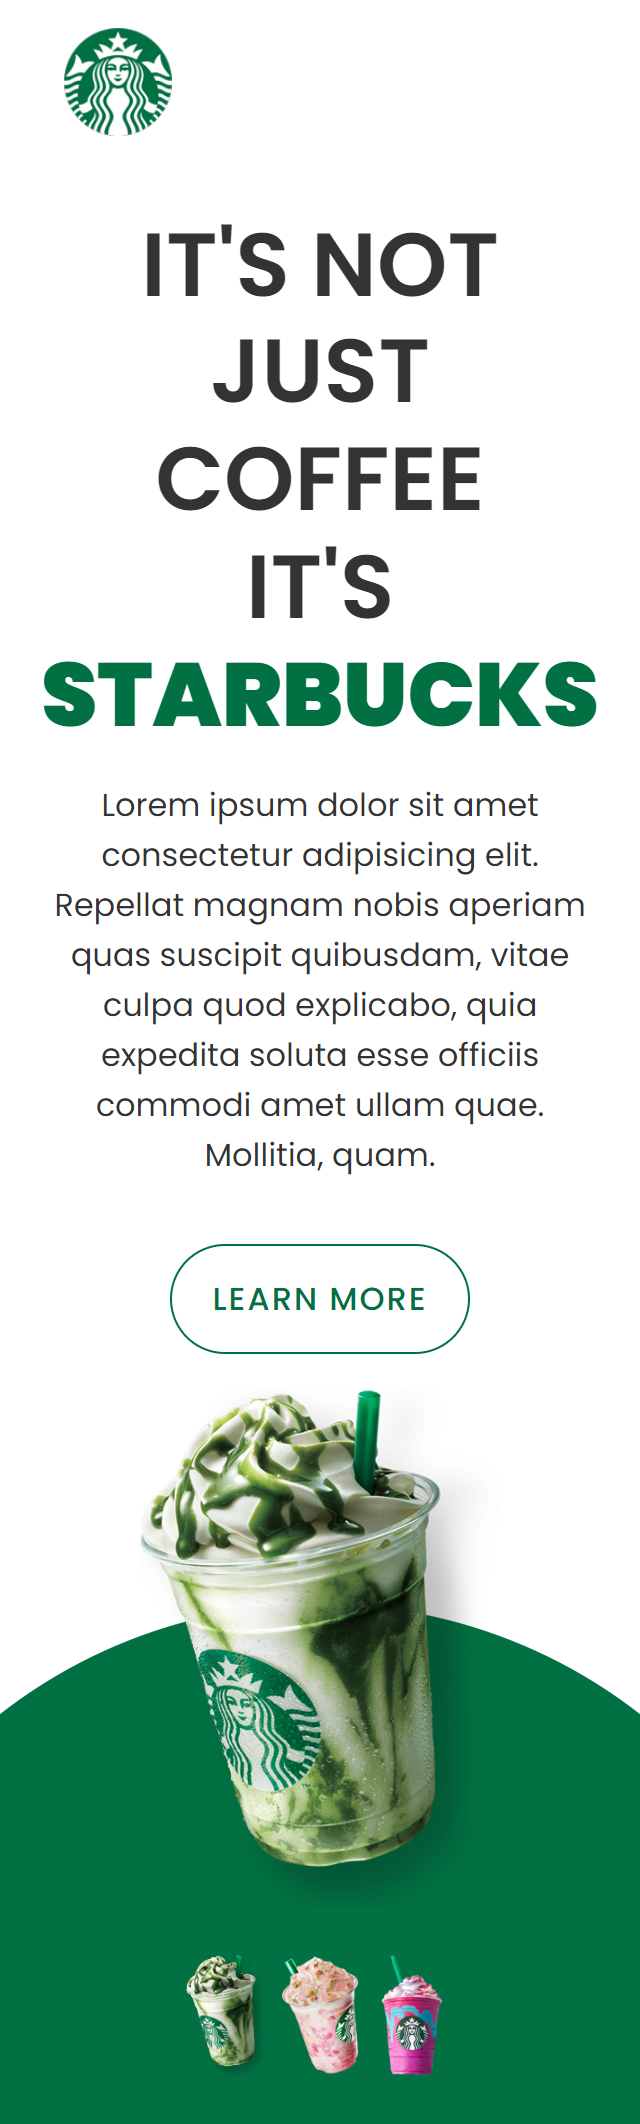 IT'S NOT
JUST
COFFEE
IT'S
STARBUCKS
Lorem ipsum dolor sit amet
consectetur adipisicing elit.
Repellat magnam nobis aperiam
quas suscipit quibusdam, vitae
culpa quod explicabo, quia
expedita soluta esse officiis
commodi amet ullam quae.
Mollitia, quam.
LEARN MORE
TM